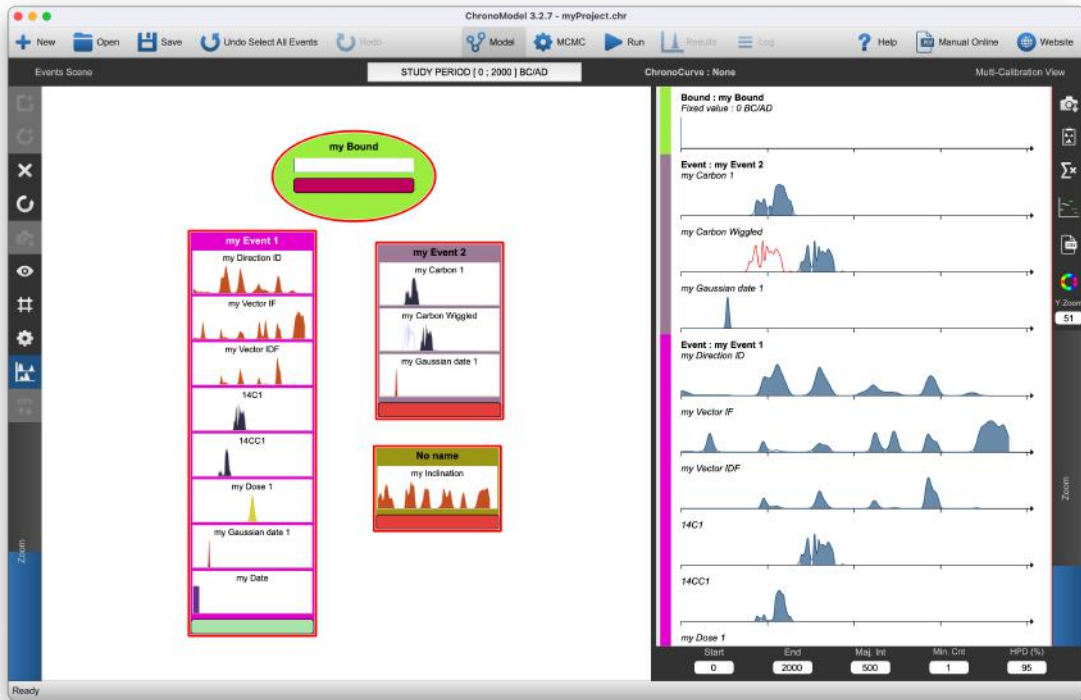 ChronoModel 3.2.7 - myProject.chr
New Open Save Undo Select All Events Redo Model MCMC Run Results Log Help Manual Online Website
Events Scene
STUDY PERIOD [ 0 ; 2000 ] BC/AD
ChronoCurve : None
Multi-Calibration View
my Bound
my Event 1
my Direction ID
my Vector IF
my Vector IDF
14C1
14CC1
my Dose 1
my Gaussian date 1
my Date
my Event 2
my Carbon 1
my Carbon Wiggled
my Gaussian date 1
No name
my Inclination
Zoom
Bound : my Bound
Fixed value : 0 BC/AD
Event : my Event 2
my Carbon 1
my Carbon Wiggled
my Gaussian date 1
Event : my Event 1
my Direction ID
my Vector IF
my Vector IDF
14C1
14CC1
my Dose 1
Y Zoom
51
Zoom
Start End Maj. Int Min. Cnt HPD (%)
0 2000 500 1 95
Ready